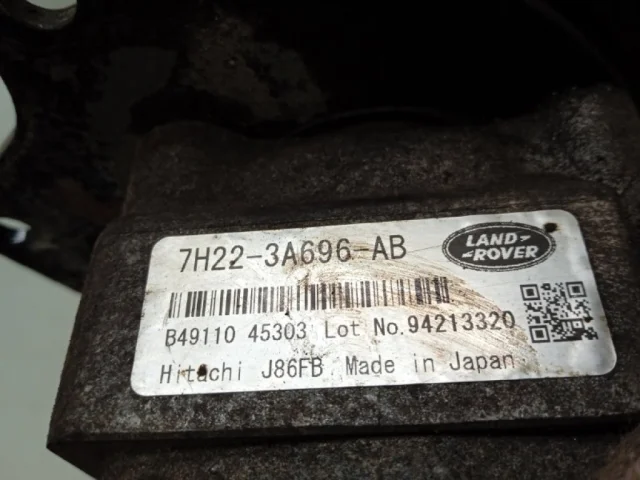 7H22-3A696-AB
LAND
ROVER
B49110 45303 Lot No.94213320
Hitachi J86FB Made in Japan